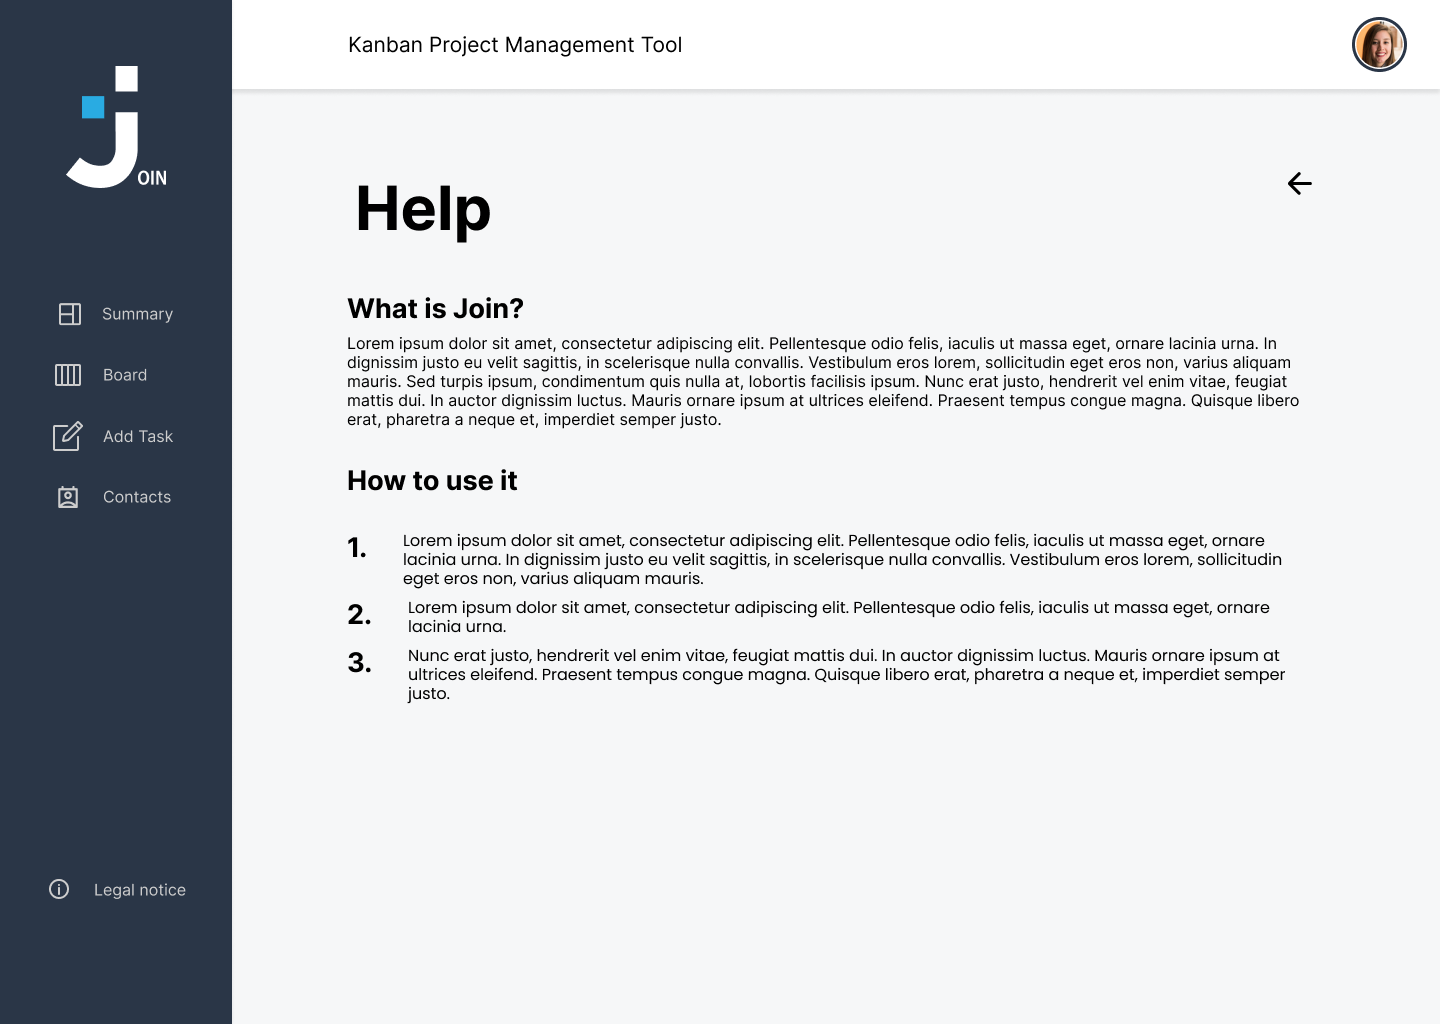 Kanban Project Management Tool
JOIN
Summary
Board
Add Task
Contacts
Legal notice
Help
What is Join?
Lorem ipsum dolor sit amet, consectetur adipiscing elit. Pellentesque odio felis, iaculis ut massa eget, ornare lacinia urna. In
dignissim justo eu velit sagittis, in scelerisque nulla convallis. Vestibulum eros lorem, sollicitudin eget eros non, varius aliquam
mauris. Sed turpis ipsum, condimentum quis nulla at, lobortis facilisis ipsum. Nunc erat justo, hendrerit vel enim vitae, feugiat
mattis dui. In auctor dignissim luctus. Mauris ornare ipsum at ultrices eleifend. Praesent tempus congue magna. Quisque libero
erat, pharetra a neque et, imperdiet semper justo.
How to use it
1. Lorem ipsum dolor sit amet, consectetur adipiscing elit. Pellentesque odio felis, iaculis ut massa eget, ornare
lacinia urna. In dignissim justo eu velit sagittis, in scelerisque nulla convallis. Vestibulum eros lorem, sollicitudin
eget eros non, varius aliquam mauris.
2. Lorem ipsum dolor sit amet, consectetur adipiscing elit. Pellentesque odio felis, iaculis ut massa eget, ornare
lacinia urna.
3. Nunc erat justo, hendrerit vel enim vitae, feugiat mattis dui. In auctor dignissim luctus. Mauris ornare ipsum at
ultrices eleifend. Praesent tempus congue magna. Quisque libero erat, pharetra a neque et, imperdiet semper
justo.